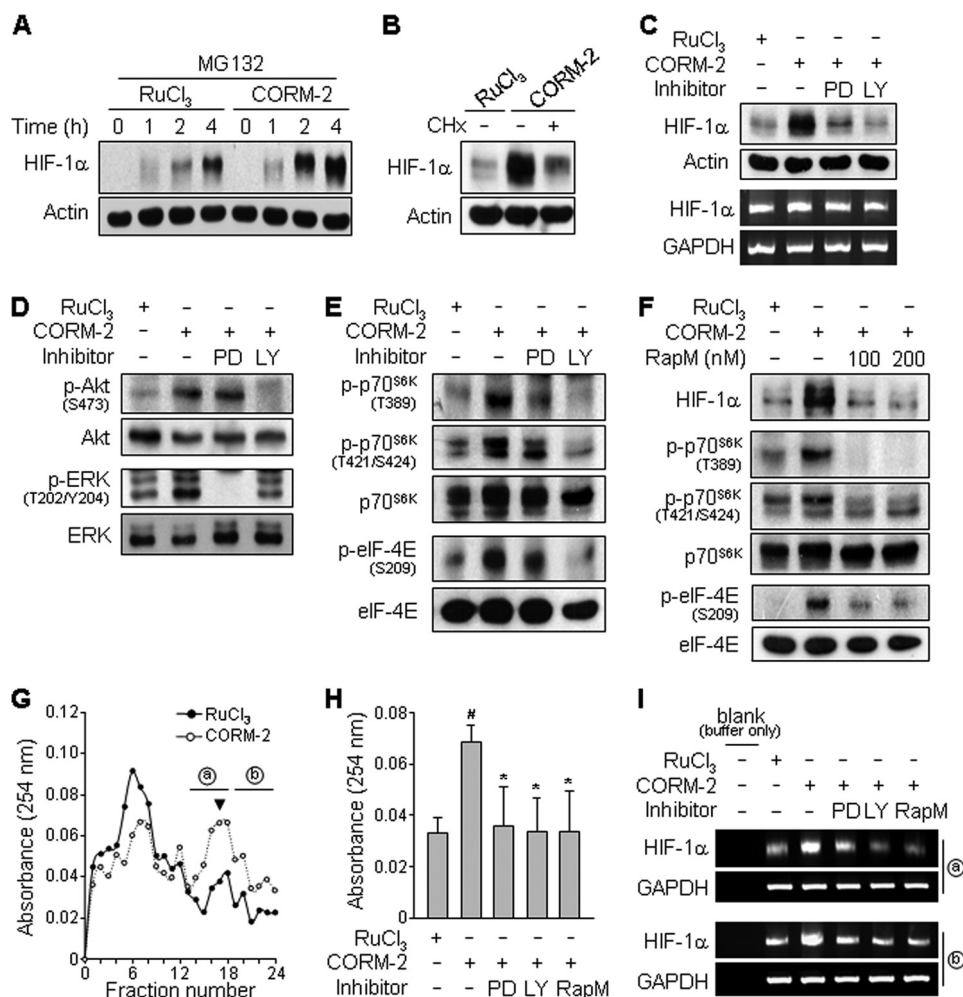 A
MG132
RuCl₃ CORM-2
Time (h) 0 1 2 4 0 1 2 4
HIF-1α
Actin
B
RuCl₃ CORM-2
CHx – – +
HIF-1α
Actin
C
RuCl₃ + – – –
CORM-2 – + + +
Inhibitor – – PD LY
HIF-1α
Actin
HIF-1α
GAPDH
D
RuCl₃ + – – –
CORM-2 – + + +
Inhibitor – – PD LY
p-Akt
(S473)
Akt
p-ERK
(T202/Y204)
ERK
E
RuCl₃ + – – –
CORM-2 – + + +
Inhibitor – – PD LY
p-p70S6K
(T389)
p-p70S6K
(T421/S424)
p70S6K
p-eIF-4E
(S209)
eIF-4E
F
RuCl₃ + – – –
CORM-2 – + + +
RapM (nM) – – 100 200
HIF-1α
p-p70S6K
(T389)
p-p70S6K
(T421/S424)
p70S6K
p-eIF-4E
(S209)
eIF-4E
G
Absorbance (254 nm)
0.12
0.10
0.08
0.06
0.04
0.02
0
RuCl₃
CORM-2
ⓐ ⓑ
0 6 12 18 24
Fraction number
H
Absorbance (254 nm)
0.08
0.06
0.04
0.02
0
# * * *
RuCl₃ + – – – –
CORM-2 – + + + +
Inhibitor – – PD LY RapM
I
blank
(buffer only)
RuCl₃ – + – – – –
CORM-2 – – + + + +
Inhibitor – – – PD LY RapM
HIF-1α
GAPDH
ⓐ
HIF-1α
GAPDH
ⓑ